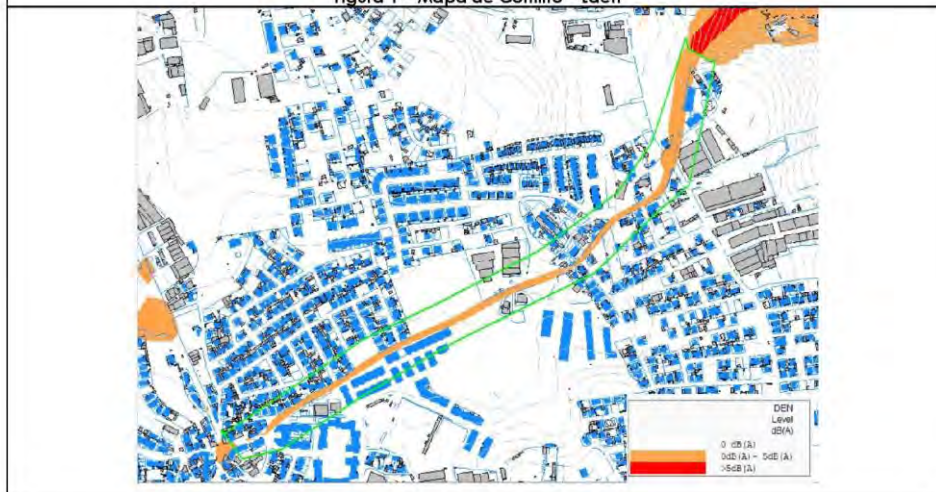 Figura 1 - Mapa de Conflito - Lden
DEN
Level
dB(A)
0 dB(A)
0dB(A) - 5dB(A)
>5dB(A)